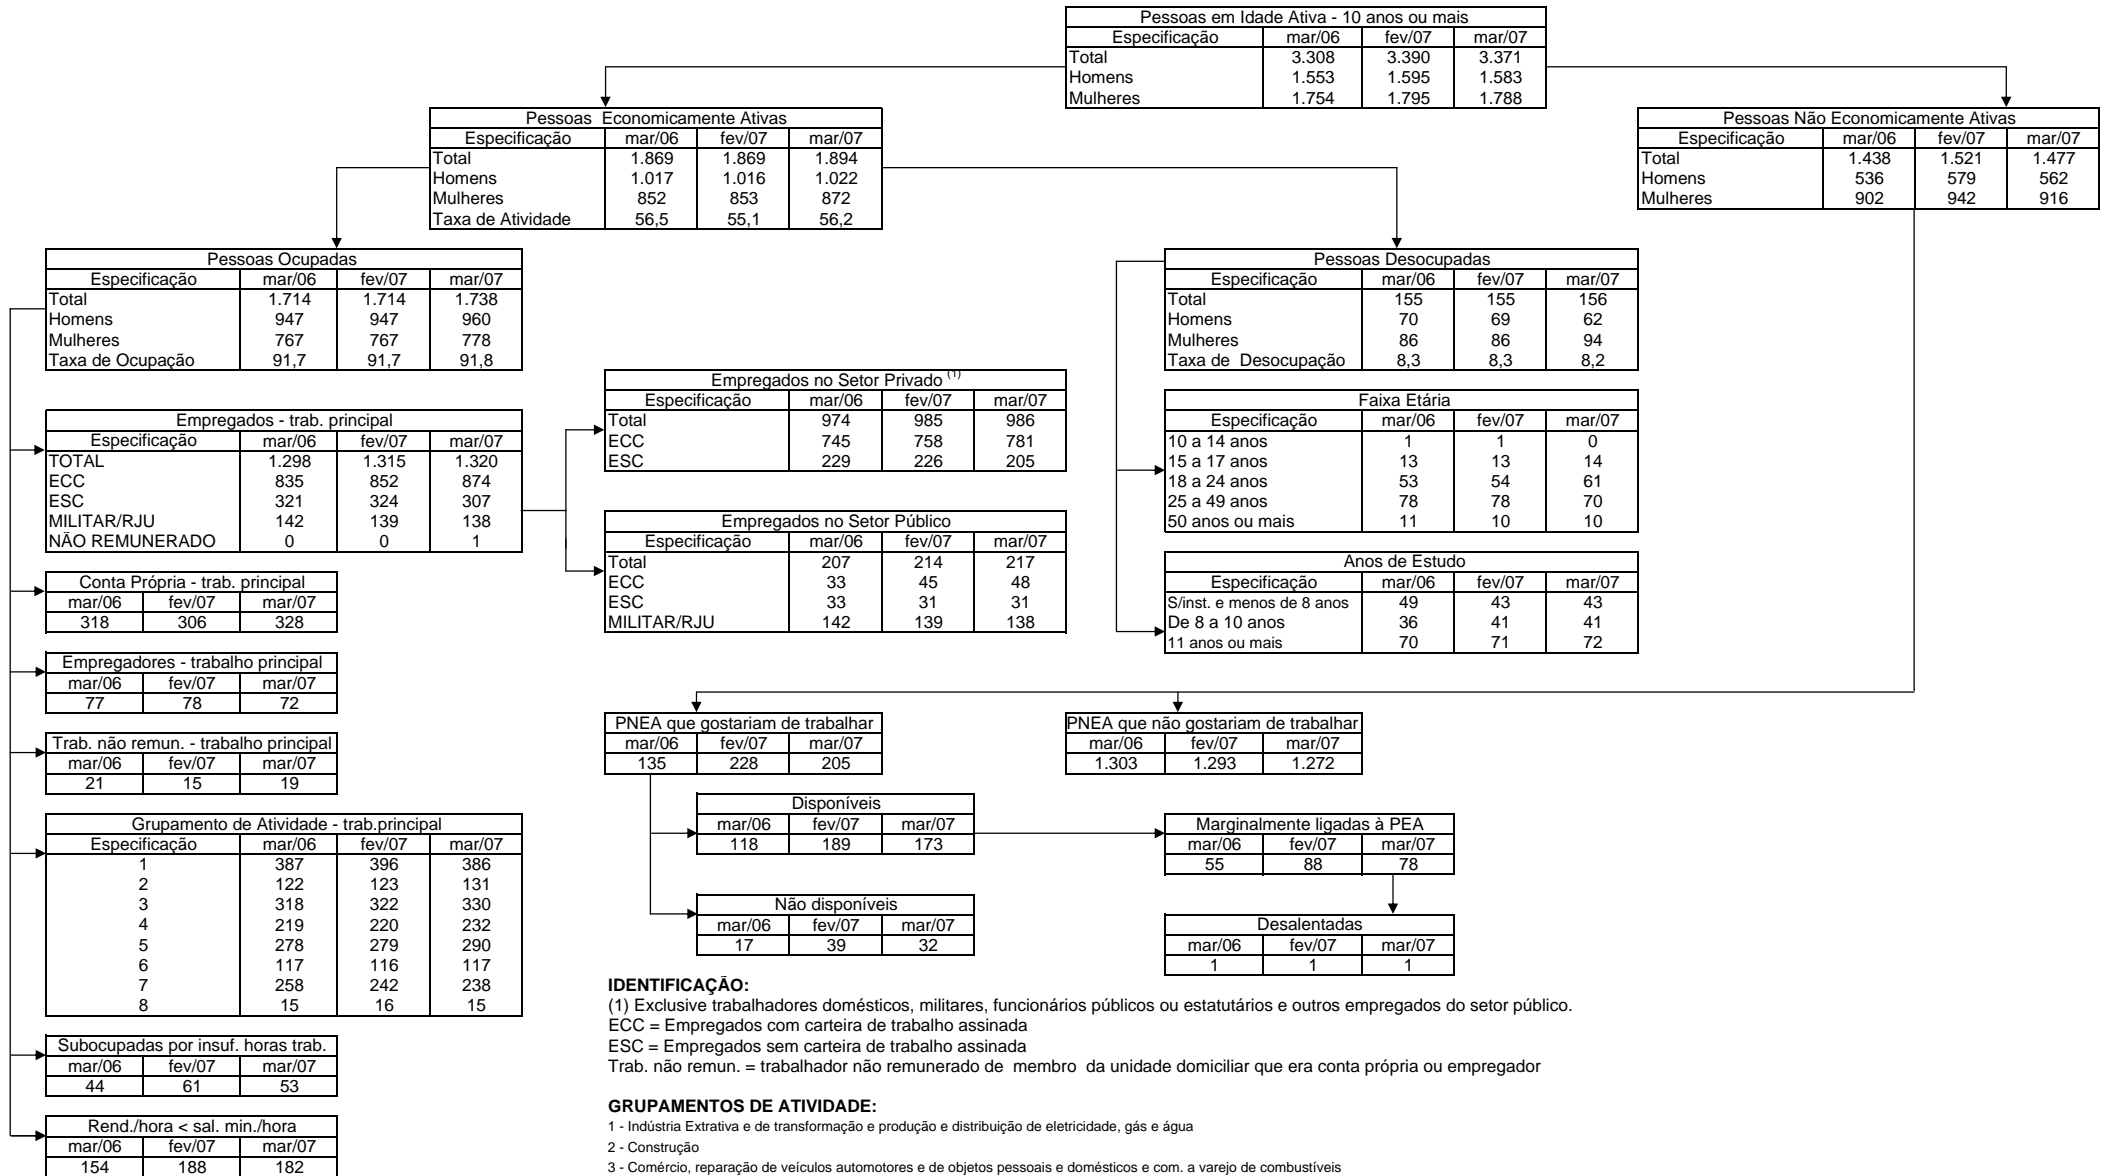 Pessoas em Idade Ativa - 10 anos ou mais
Especificação mar/06 fev/07 mar/07
Total 3.308 3.390 3.371
Homens 1.553 1.595 1.583
Mulheres 1.754 1.795 1.788
Pessoas Economicamente Ativas
Especificação mar/06 fev/07 mar/07
Total 1.869 1.869 1.894
Homens 1.017 1.016 1.022
Mulheres 852 853 872
Taxa de Atividade 56,5 55,1 56,2
Pessoas Não Economicamente Ativas
Especificação mar/06 fev/07 mar/07
Total 1.438 1.521 1.477
Homens 536 579 562
Mulheres 902 942 916
Pessoas Ocupadas
Especificação mar/06 fev/07 mar/07
Total 1.714 1.714 1.738
Homens 947 947 960
Mulheres 767 767 778
Taxa de Ocupação 91,7 91,7 91,8
Pessoas Desocupadas
Especificação mar/06 fev/07 mar/07
Total 155 155 156
Homens 70 69 62
Mulheres 86 86 94
Taxa de Desocupação 8,3 8,3 8,2
Empregados - trab. principal
Especificação mar/06 fev/07 mar/07
TOTAL 1.298 1.315 1.320
ECC 835 852 874
ESC 321 324 307
MILITAR/RJU 142 139 138
NÃO REMUNERADO 0 0 1
Empregados no Setor Privado (1)
Especificação mar/06 fev/07 mar/07
Total 974 985 986
ECC 745 758 781
ESC 229 226 205
Empregados no Setor Público
Especificação mar/06 fev/07 mar/07
Total 207 214 217
ECC 33 45 48
ESC 33 31 31
MILITAR/RJU 142 139 138
Faixa Etária
Especificação mar/06 fev/07 mar/07
10 a 14 anos 1 1 0
15 a 17 anos 13 13 14
18 a 24 anos 53 54 61
25 a 49 anos 78 78 70
50 anos ou mais 11 10 10
Anos de Estudo
Especificação mar/06 fev/07 mar/07
S/inst. e menos de 8 anos 49 43 43
De 8 a 10 anos 36 41 41
11 anos ou mais 70 71 72
Conta Própria - trab. principal
mar/06 fev/07 mar/07
318 306 328
Empregadores - trabalho principal
mar/06 fev/07 mar/07
77 78 72
Trab. não remun. - trabalho principal
mar/06 fev/07 mar/07
21 15 19
Grupamento de Atividade - trab.principal
Especificação mar/06 fev/07 mar/07
1 387 396 386
2 122 123 131
3 318 322 330
4 219 220 232
5 278 279 290
6 117 116 117
7 258 242 238
8 15 16 15
Subocupadas por insuf. horas trab.
mar/06 fev/07 mar/07
44 61 53
Rend./hora < sal. min./hora
mar/06 fev/07 mar/07
154 188 182
PNEA que gostariam de trabalhar
mar/06 fev/07 mar/07
135 228 205
PNEA que não gostariam de trabalhar
mar/06 fev/07 mar/07
1.303 1.293 1.272
Disponíveis
mar/06 fev/07 mar/07
118 189 173
Marginalmente ligadas à PEA
mar/06 fev/07 mar/07
55 88 78
Não disponíveis
mar/06 fev/07 mar/07
17 39 32
Desalentadas
mar/06 fev/07 mar/07
1 1 1
IDENTIFICAÇÃO:
(1) Exclusive trabalhadores domésticos, militares, funcionários públicos ou estatutários e outros empregados do setor público.
ECC = Empregados com carteira de trabalho assinada
ESC = Empregados sem carteira de trabalho assinada
Trab. não remun. = trabalhador não remunerado de membro da unidade domiciliar que era conta própria ou empregador
GRUPAMENTOS DE ATIVIDADE:
1 - Indústria Extrativa e de transformação e produção e distribuição de eletricidade, gás e água
2 - Construção
3 - Comércio, reparação de veículos automotores e de objetos pessoais e domésticos e com. a varejo de combustíveis